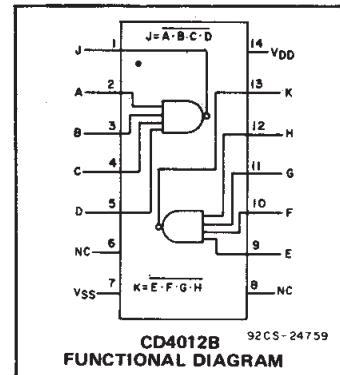 J=A·B·C·D
J 1
14 VDD
A 2
13 K
B 3
12 H
C 4
11 G
D 5
10 F
NC 6
9 E
VSS 7
8 NC
K=E·F·G·H
92CS-24759
CD4012B
FUNCTIONAL DIAGRAM